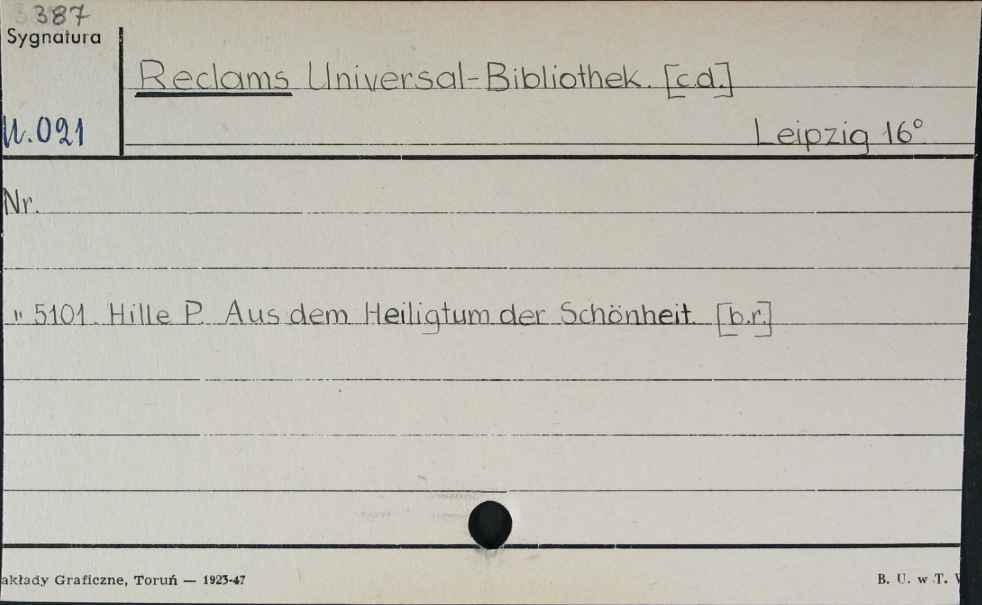 387
Sygnatura
Reclams Universal-Bibliothek. [c.d.]
U.021
Leipzig 16°
Nr.
" 5101. Hille P. Aus dem Heiligtum der Schönheit. [b.r.]
akłady Graficzne, Toruń — 1923-47
B. U. w T.